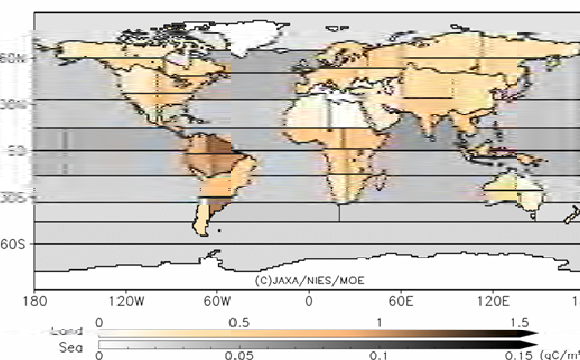 60N
30N
EQ
30S
60S
(C)JAXA/NIES/MOE
180 120W 60W 0 60E 120E
Land 0 0.5 1 1.5
Sea 0 0.05 0.1 0.15 (gC/m